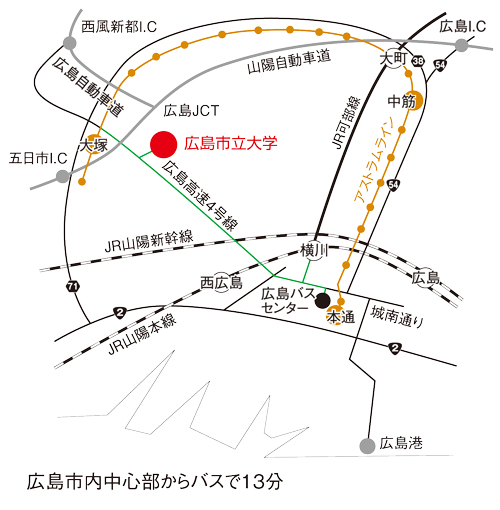 西風新都I.C
広島I.C
広島自動車道
山陽自動車道
大町
38
54
広島JCT
中筋
大塚
広島市立大学
JR可部線
五日市I.C
アストラムライン
広島高速4号線
54
JR山陽新幹線
横川
西広島
広島
71
広島バス
センター
2
本通
城南通り
JR山陽本線
2
広島港
広島市内中心部からバスで13分